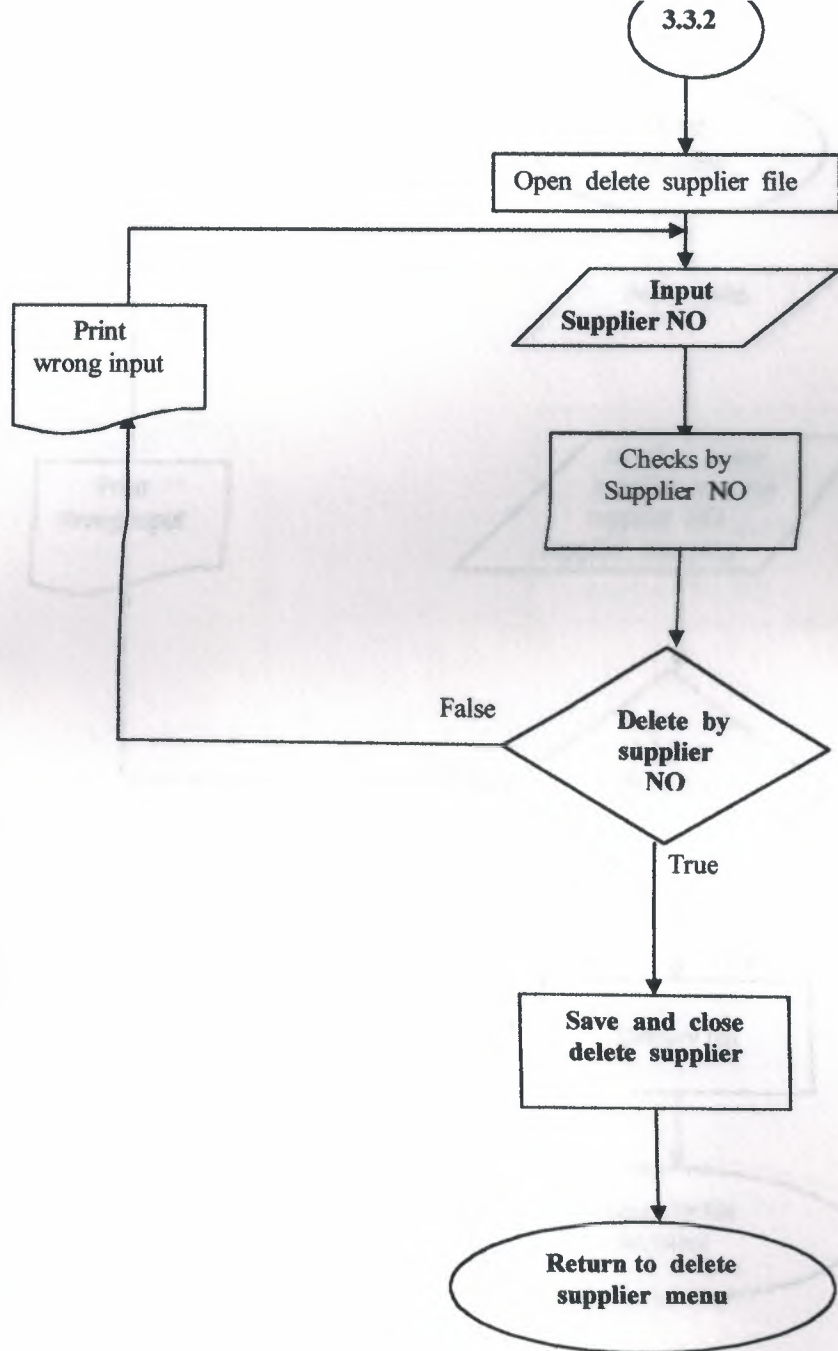 3.3.2
Open delete supplier file
Input
Supplier NO
Print
wrong input
Checks by
Supplier NO
False
Delete by
supplier
NO
True
Save and close
delete supplier
Return to delete
supplier menu